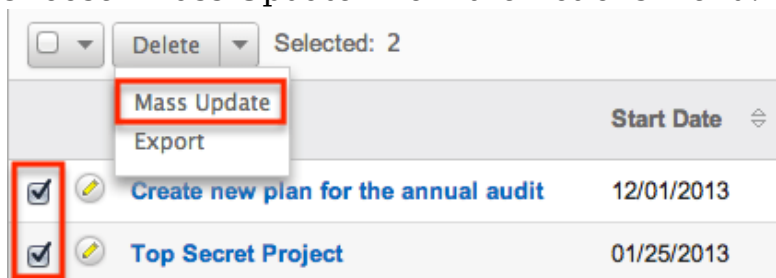 Delete Selected: 2
Mass Update
Start Date
Export
Create new plan for the annual audit 12/01/2013
Top Secret Project 01/25/2013